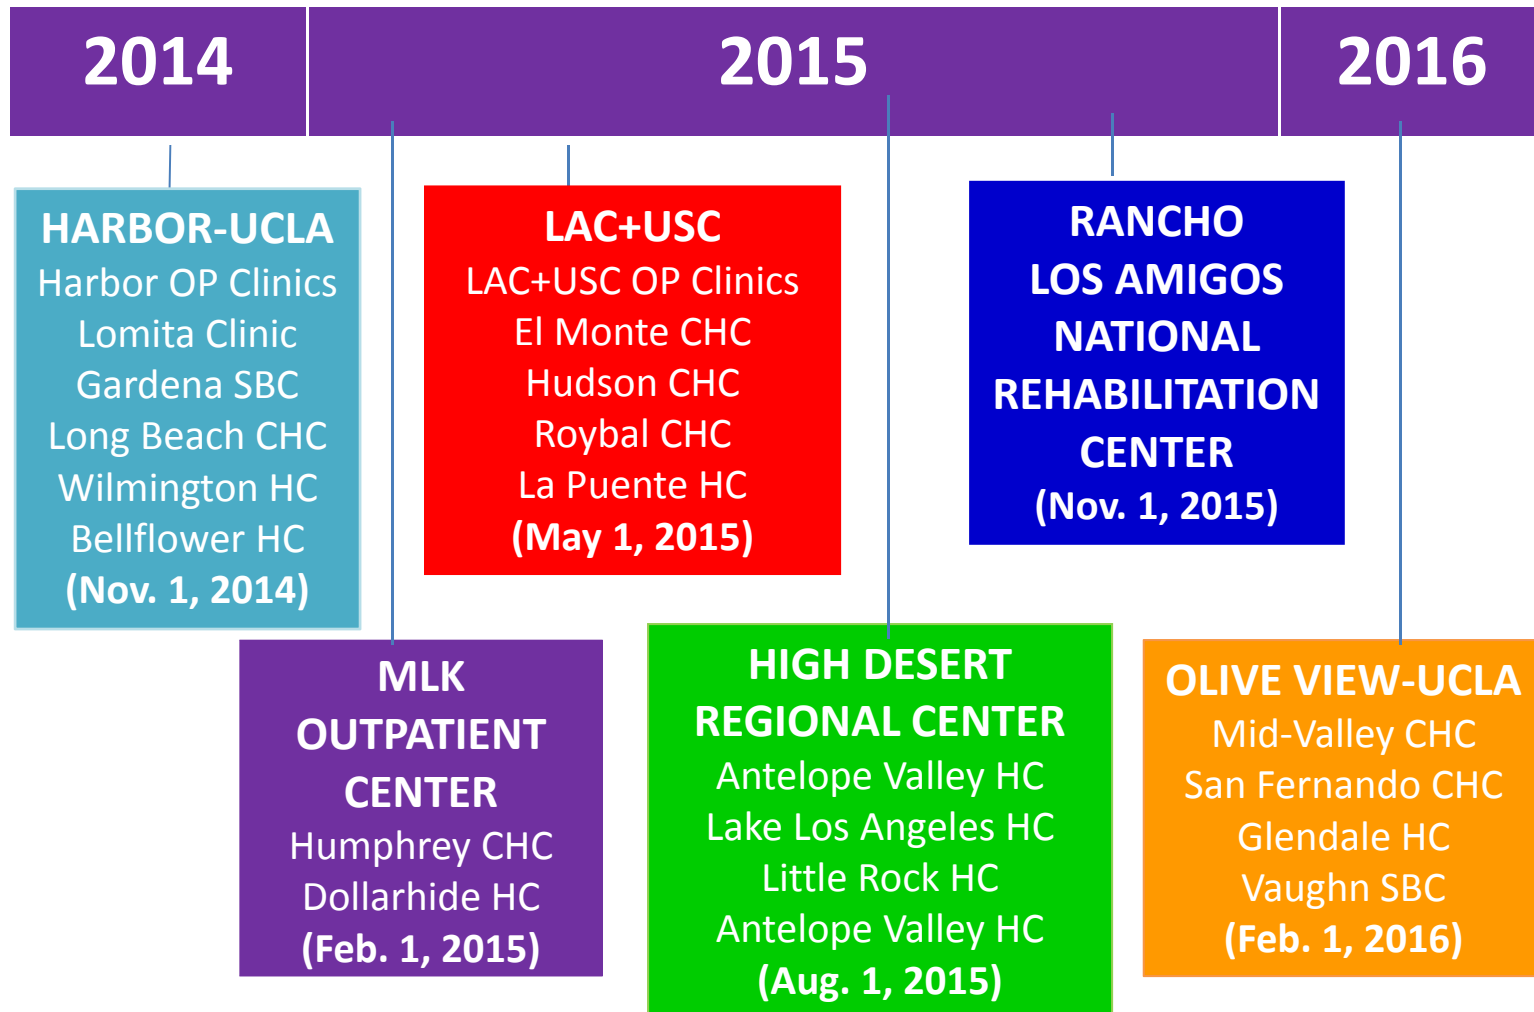 2014
2015
2016
HARBOR-UCLA
Harbor OP Clinics
Lomita Clinic
Gardena SBC
Long Beach CHC
Wilmington HC
Bellflower HC
(Nov. 1, 2014)
MLK
OUTPATIENT
CENTER
Humphrey CHC
Dollarhide HC
(Feb. 1, 2015)
LAC+USC
LAC+USC OP Clinics
El Monte CHC
Hudson CHC
Roybal CHC
La Puente HC
(May 1, 2015)
HIGH DESERT
REGIONAL CENTER
Antelope Valley HC
Lake Los Angeles HC
Little Rock HC
Antelope Valley HC
(Aug. 1, 2015)
RANCHO
LOS AMIGOS
NATIONAL
REHABILITATION
CENTER
(Nov. 1, 2015)
OLIVE VIEW-UCLA
Mid-Valley CHC
San Fernando CHC
Glendale HC
Vaughn SBC
(Feb. 1, 2016)